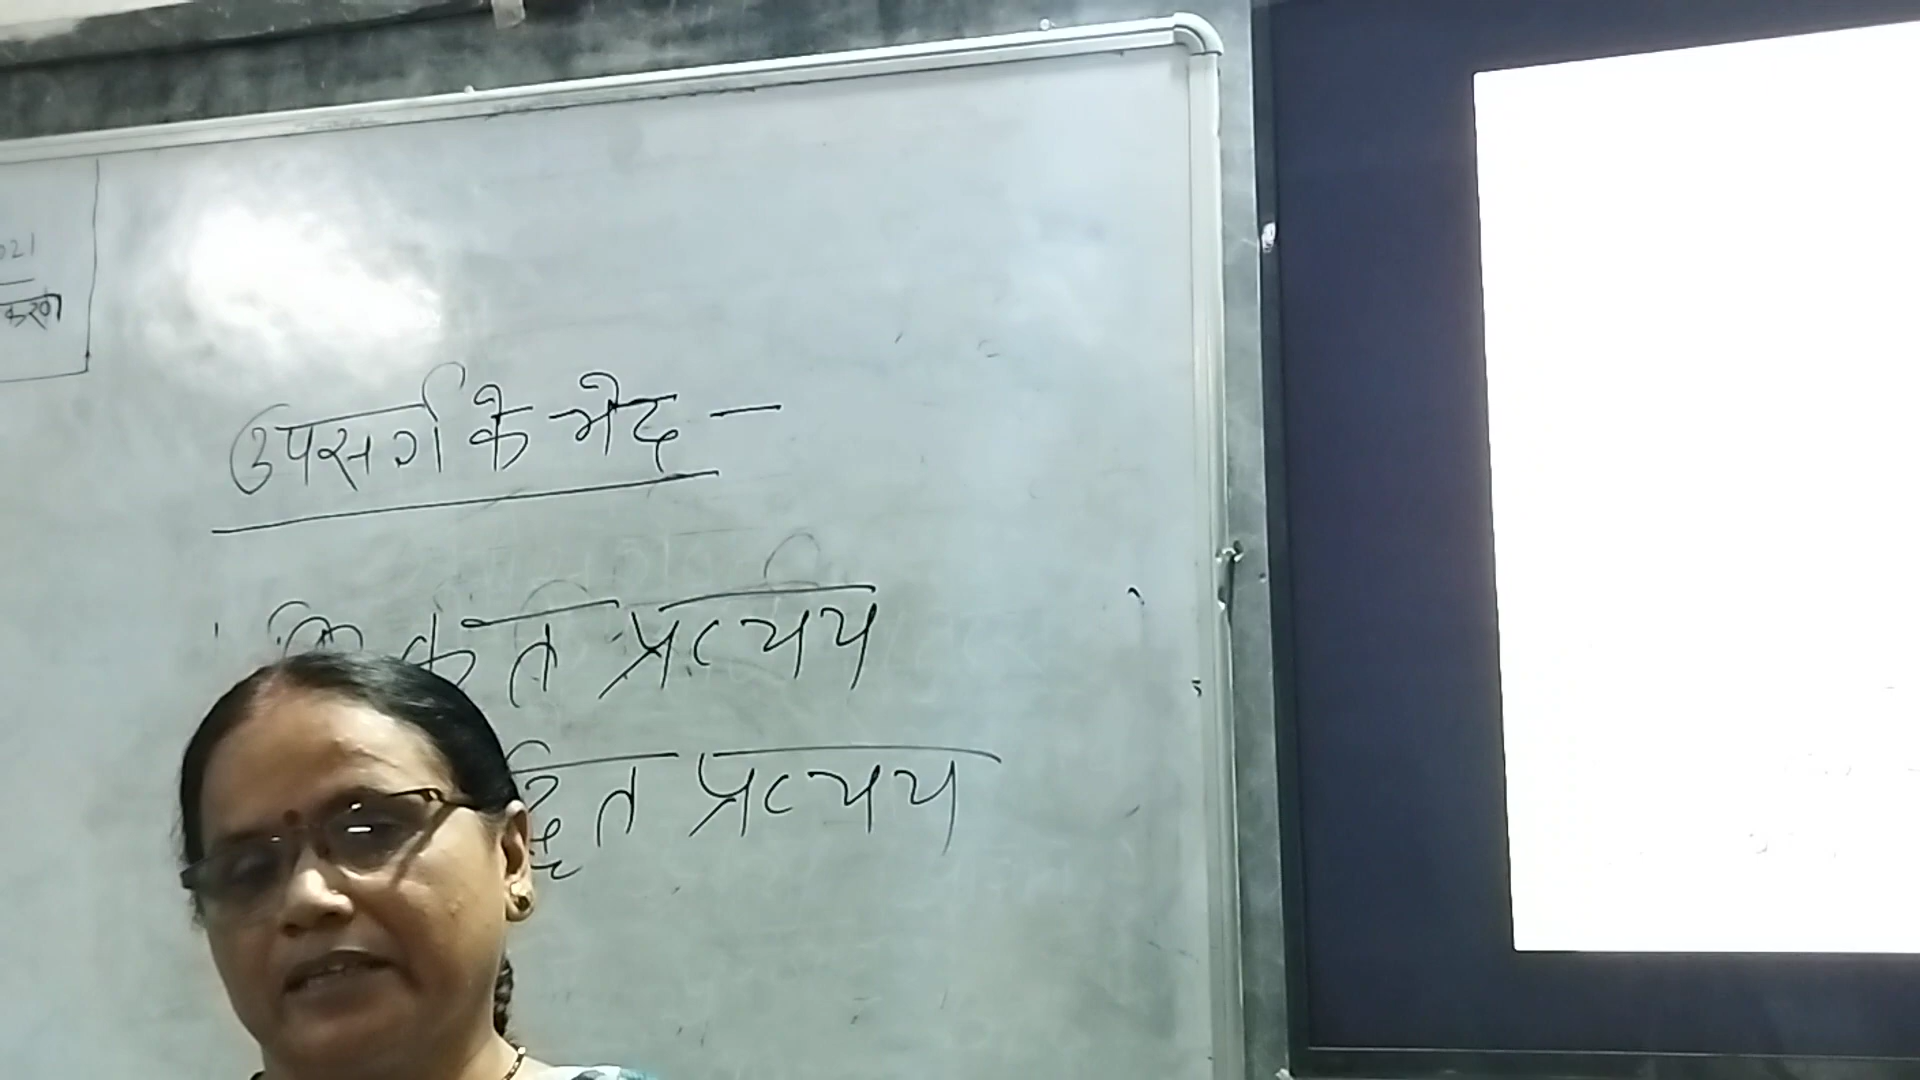 021
करण
उपसर्ग के भेद –
कृत प्रत्यय
द्धित प्रत्यय